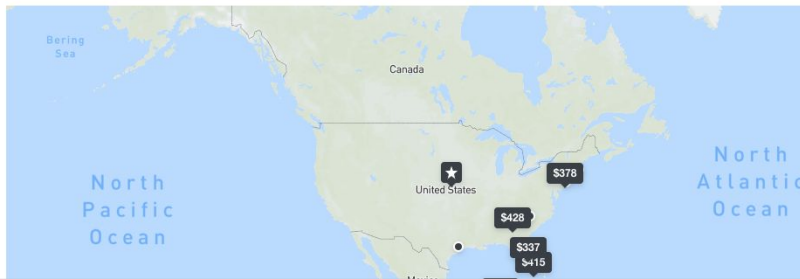 Bering
Sea
Canada
North
Pacific
Ocean
United States
$378
North
Atlantic
Ocean
$428
$337
$415